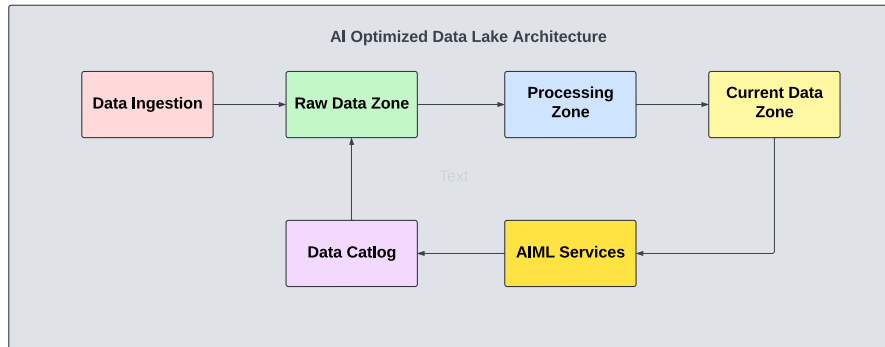 AI Optimized Data Lake Architecture
Data Ingestion
Raw Data Zone
Processing
Zone
Current Data
Zone
Text
Data Catlog
AIML Services